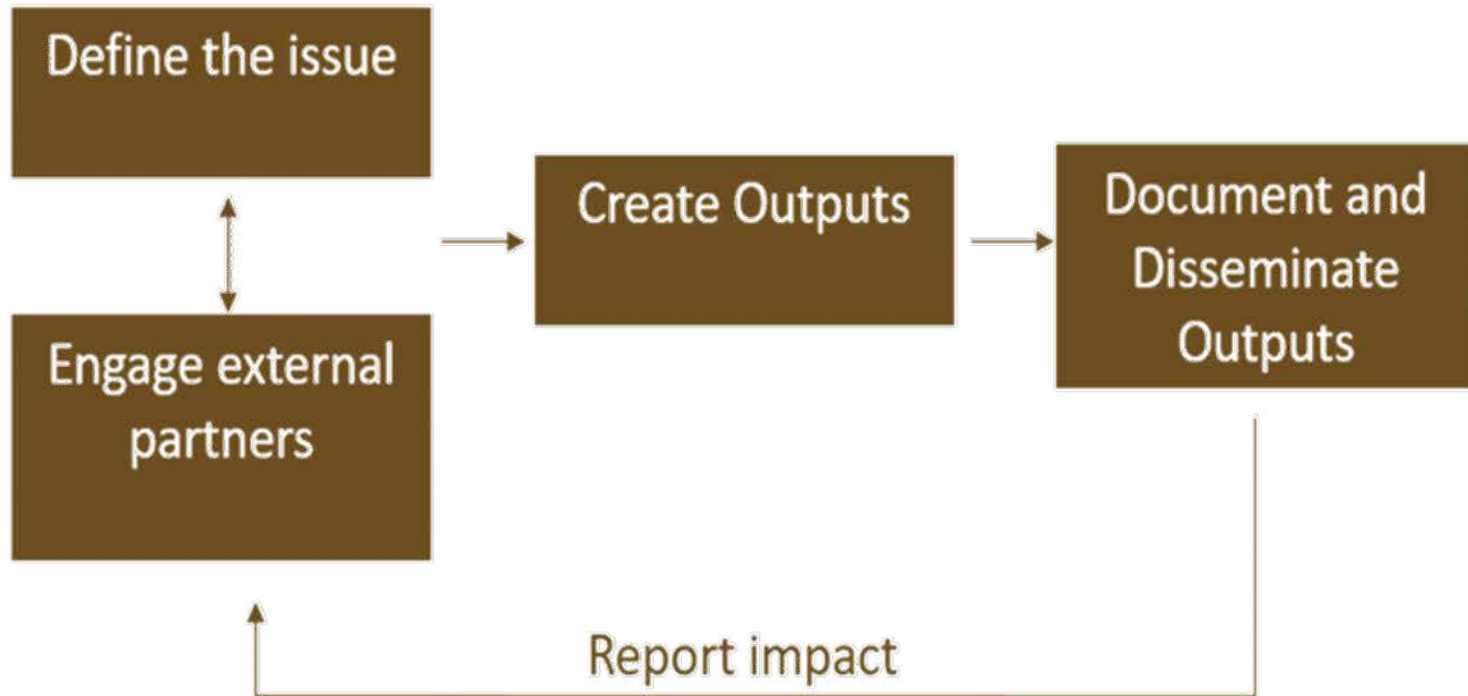 Define the issue
Engage external
partners
Create Outputs
Document and
Disseminate
Outputs
Report impact